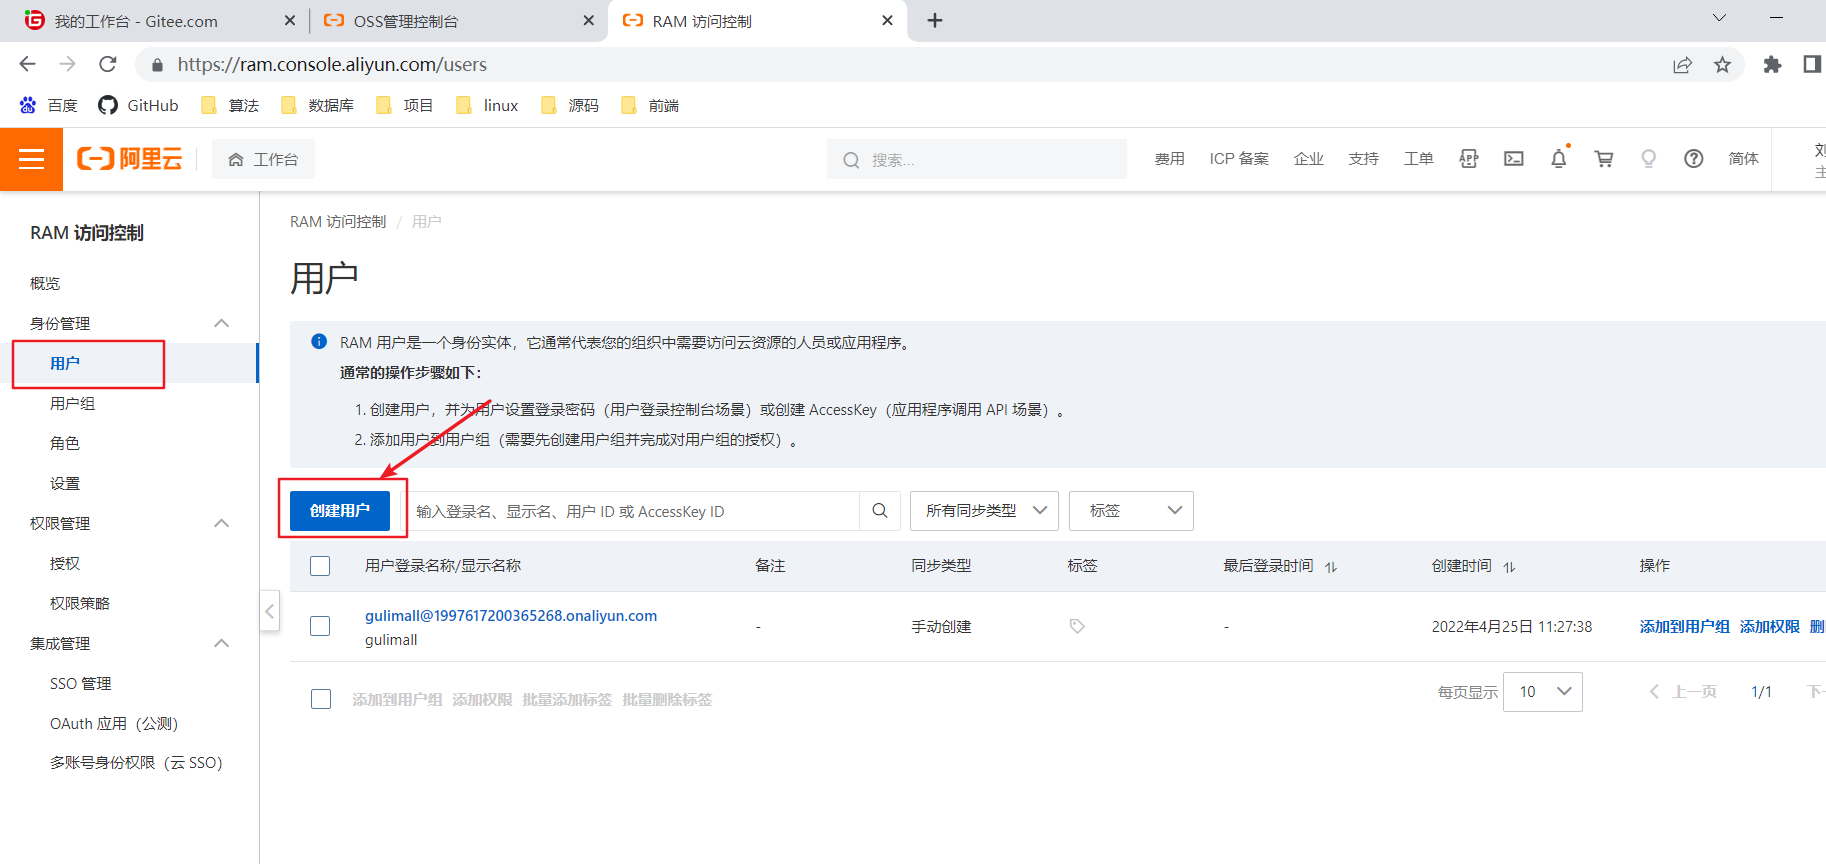 我的工作台 - Gitee.com
OSS管理控制台
RAM 访问控制
https://ram.console.aliyun.com/users
百度
GitHub
算法
数据库
项目
linux
源码
前端
阿里云
工作台
搜索...
费用
ICP 备案
企业
支持
工单
APP
简体
刘
主
RAM 访问控制
概览
身份管理
用户
用户组
角色
设置
权限管理
授权
权限策略
集成管理
SSO 管理
OAuth 应用（公测）
多账号身份权限（云 SSO）
RAM 访问控制 / 用户
用户
RAM 用户是一个身份实体，它通常代表您的组织中需要访问云资源的人员或应用程序。
通常的操作步骤如下：
1. 创建用户，并为用户设置登录密码（用户登录控制台场景）或创建 AccessKey（应用程序调用 API 场景）。
2. 添加用户到用户组（需要先创建用户组并完成对用户组的授权）。
创建用户
输入登录名、显示名、用户 ID 或 AccessKey ID
所有同步类型
标签
用户登录名称/显示名称
备注
同步类型
标签
最后登录时间
创建时间
操作
gulimall@1997617200365268.onaliyun.com
gulimall
-
手动创建
-
2022年4月25日 11:27:38
添加到用户组 添加权限 删
添加到用户组 添加权限 批量添加标签 批量删除标签
每页显示
10
上一页
1/1
下一